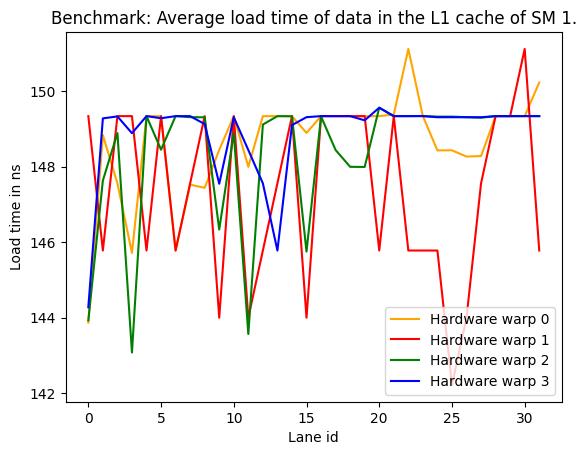 Benchmark: Average load time of data in the L1 cache of SM 1.
Load time in ns
150
148
146
144
142
0
5
10
15
20
25
30
Lane id
Hardware warp 0
Hardware warp 1
Hardware warp 2
Hardware warp 3